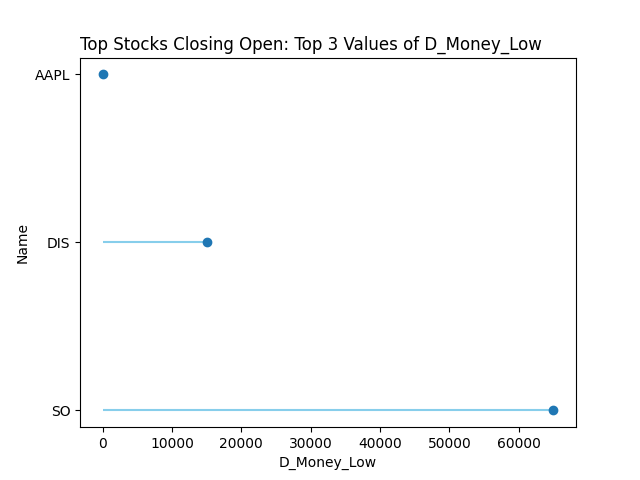 Top Stocks Closing Open: Top 3 Values of D_Money_Low
AAPL
DIS
SO
Name
0 10000 20000 30000 40000 50000 60000
D_Money_Low